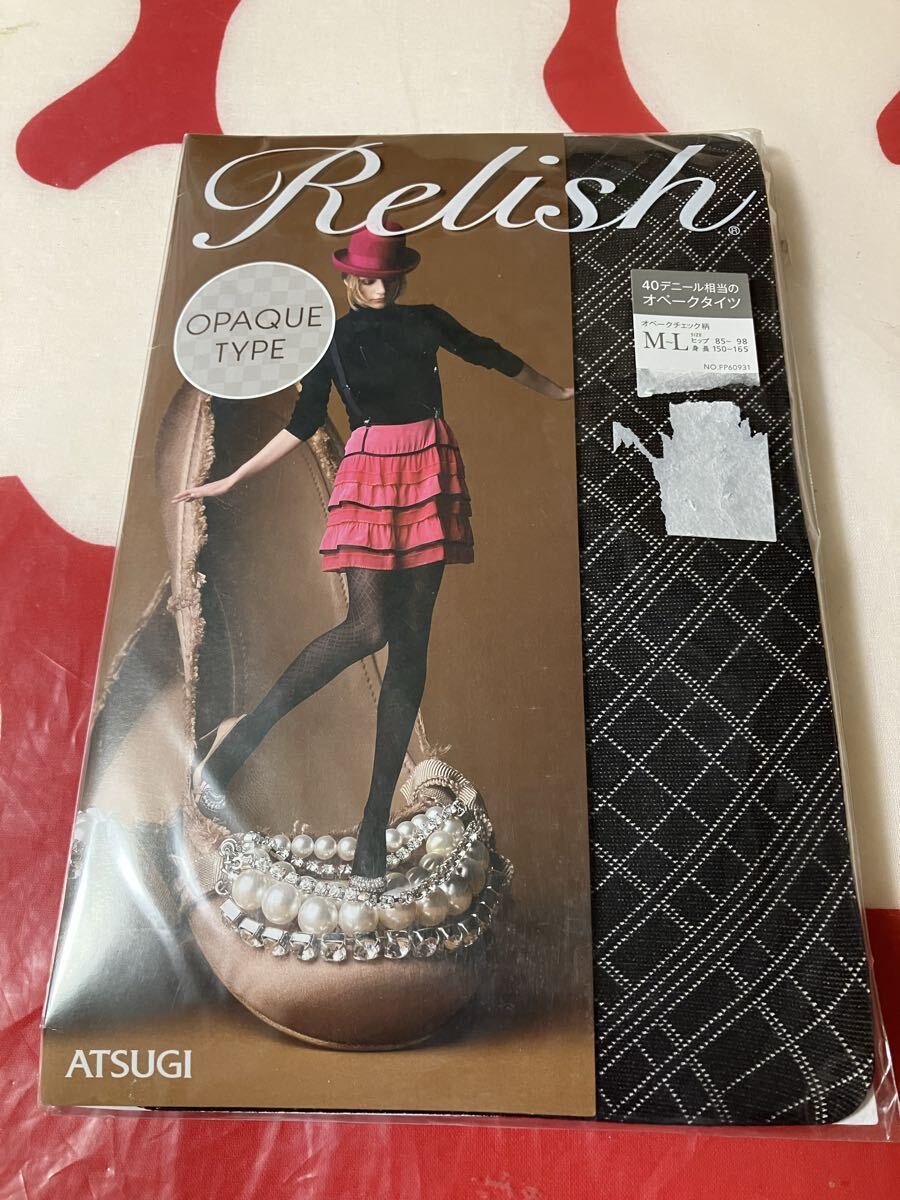 Relish®
OPAQUE
TYPE
40デニール相当の
オペークタイツ
オペークチェック柄
M~L SIZE ヒップ 85~ 98
身長 150~165
NO.FP60931
ATSUGI